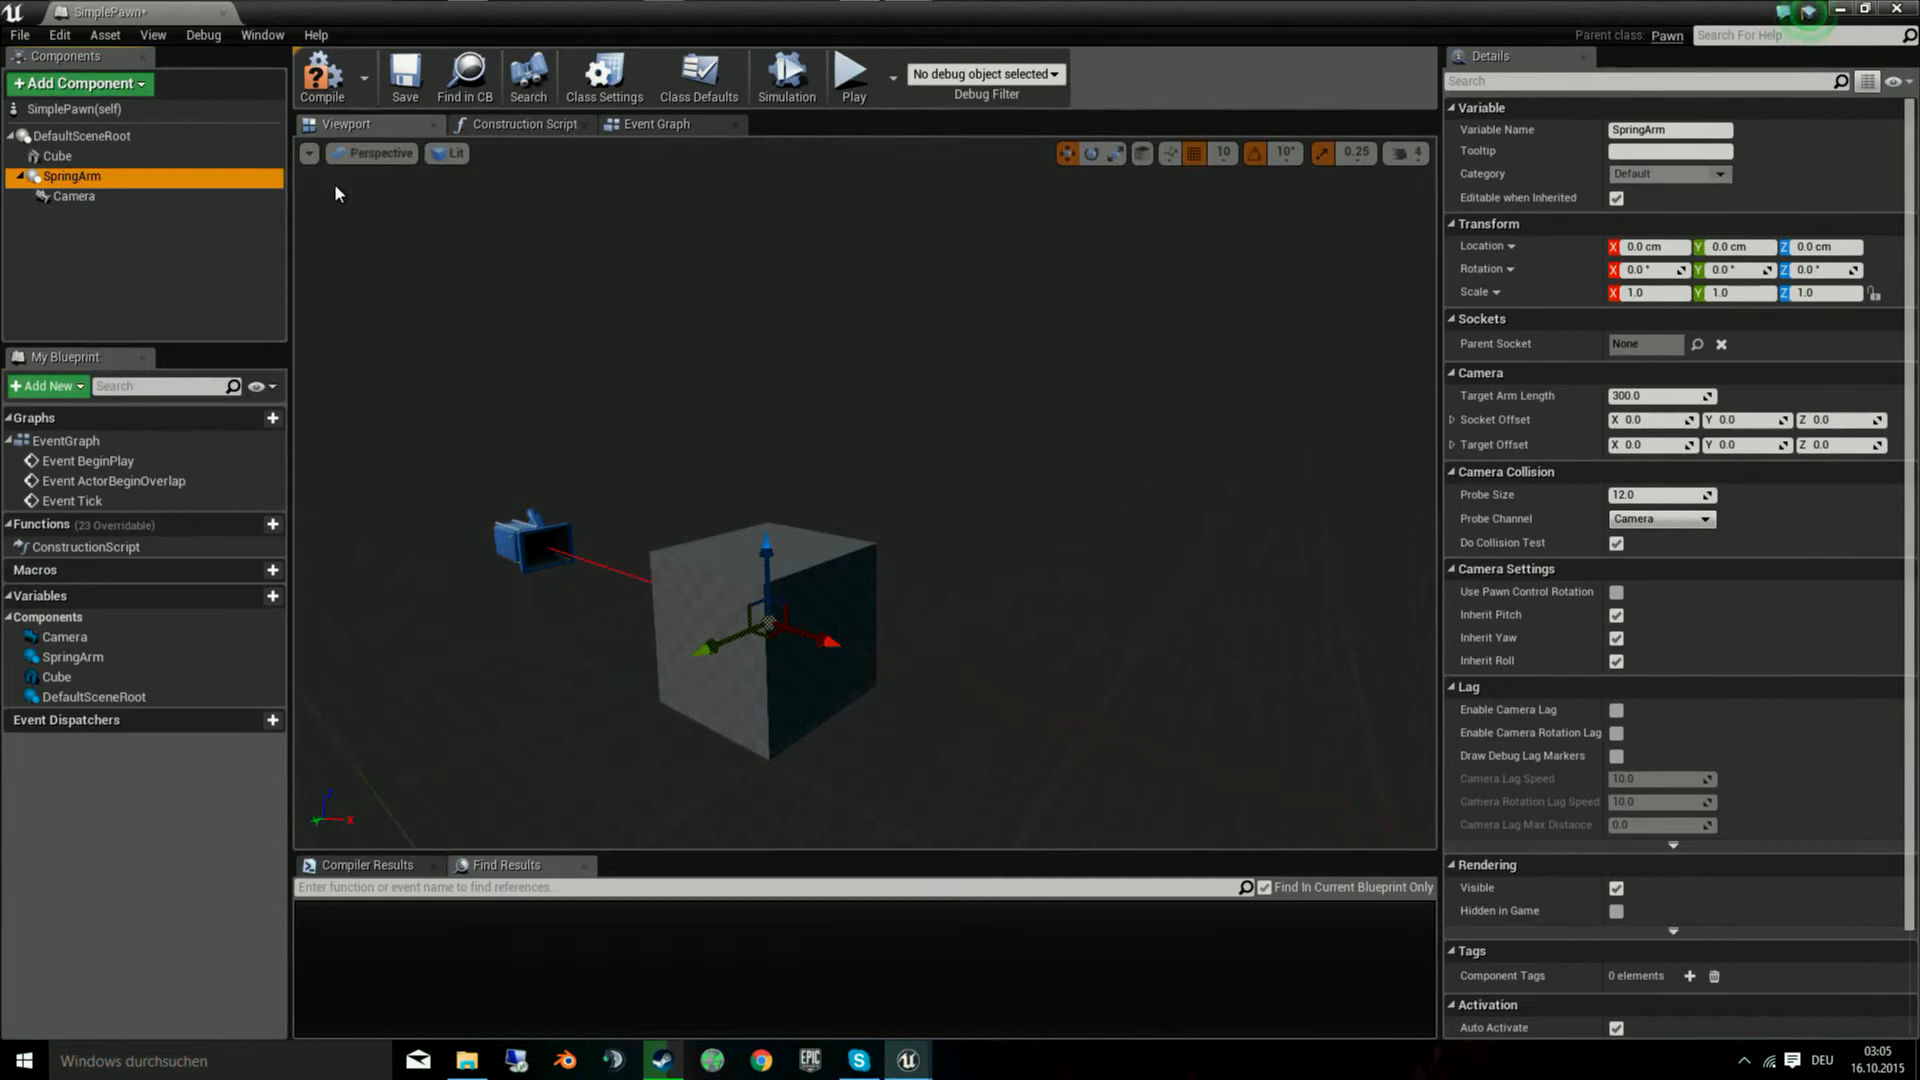 SimplePawn*
File Edit Asset View Debug Window Help
Parent class: Pawn Search For Help
Components
+Add Component
SimplePawn(self)
DefaultSceneRoot
Cube
SpringArm
Camera
Compile Save Find in CB Search Class Settings Class Defaults Simulation Play
No debug object selected
Debug Filter
Viewport Construction Script Event Graph
Perspective Lit
10 10° 0.25 4
My Blueprint
+Add New Search
Graphs
EventGraph
Event BeginPlay
Event ActorBeginOverlap
Event Tick
Functions (23 Overridable)
ConstructionScript
Macros
Variables
Components
Camera
SpringArm
Cube
DefaultSceneRoot
Event Dispatchers
Z
X
Compiler Results Find Results
Enter function or event name to find references...
Find In Current Blueprint Only
Details
Search
Variable
Variable Name SpringArm
Tooltip
Category Default
Editable when Inherited
Transform
Location X 0.0 cm Y 0.0 cm Z 0.0 cm
Rotation X 0.0 ° Y 0.0 ° Z 0.0 °
Scale X 1.0 Y 1.0 Z 1.0
Sockets
Parent Socket None
Camera
Target Arm Length 300.0
Socket Offset X 0.0 Y 0.0 Z 0.0
Target Offset X 0.0 Y 0.0 Z 0.0
Camera Collision
Probe Size 12.0
Probe Channel Camera
Do Collision Test
Camera Settings
Use Pawn Control Rotation
Inherit Pitch
Inherit Yaw
Inherit Roll
Lag
Enable Camera Lag
Enable Camera Rotation Lag
Draw Debug Lag Markers
Camera Lag Speed 10.0
Camera Rotation Lag Speed 10.0
Camera Lag Max Distance 0.0
Rendering
Visible
Hidden in Game
Tags
Component Tags 0 elements
Activation
Auto Activate
Windows durchsuchen
EPIC
DEU
03:05
16.10.2015